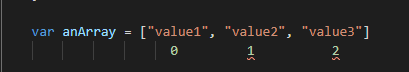 var anArray = ["value1", "value2", "value3"]
0 1 2